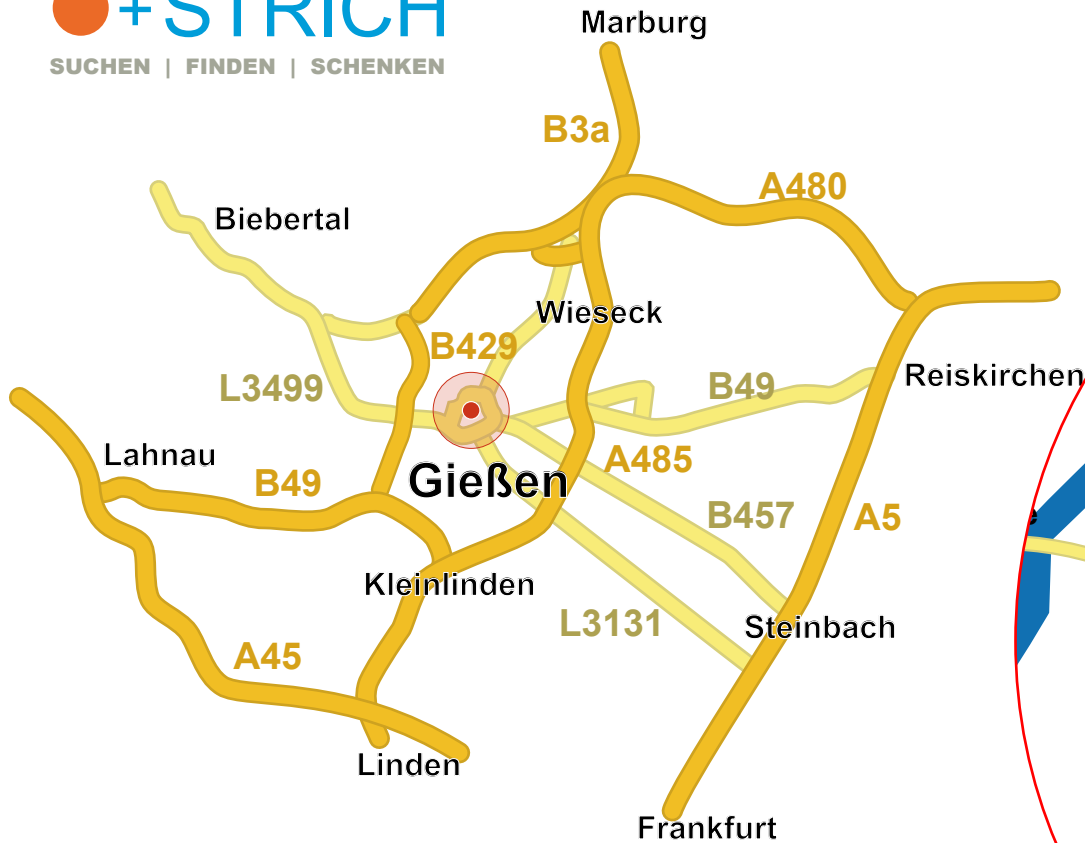 +STRICH
SUCHEN | FINDEN | SCHENKEN
Marburg
B3a
A480
Biebertal
Wieseck
B429
L3499
B49
Reiskirchen
Lahnau
B49
Gießen
A485
B457
A5
Kleinlinden
L3131
Steinbach
A45
Linden
Frankfurt